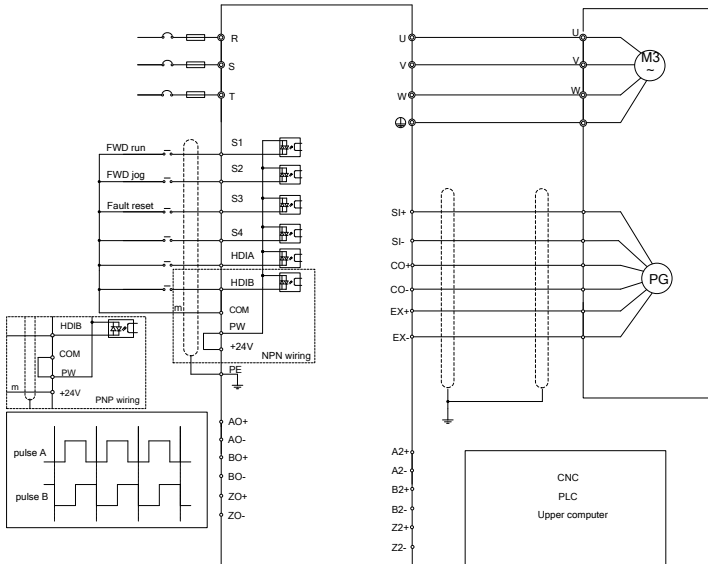 R
S
T
U
V
W
U
V
W
M3
~
FWD run
FWD jog
Fault reset
S1
S2
S3
S4
HDIA
HDIB
m
COM
PW
+24V
NPN wiring
PE
HDIB
COM
PW
m
+24V
PNP wiring
pulse A
pulse B
AO+
AO-
BO+
BO-
ZO+
ZO-
SI+
SI-
CO+
CO-
EX+
EX-
PG
A2+
A2-
B2+
B2-
Z2+
Z2-
CNC
PLC
Upper computer